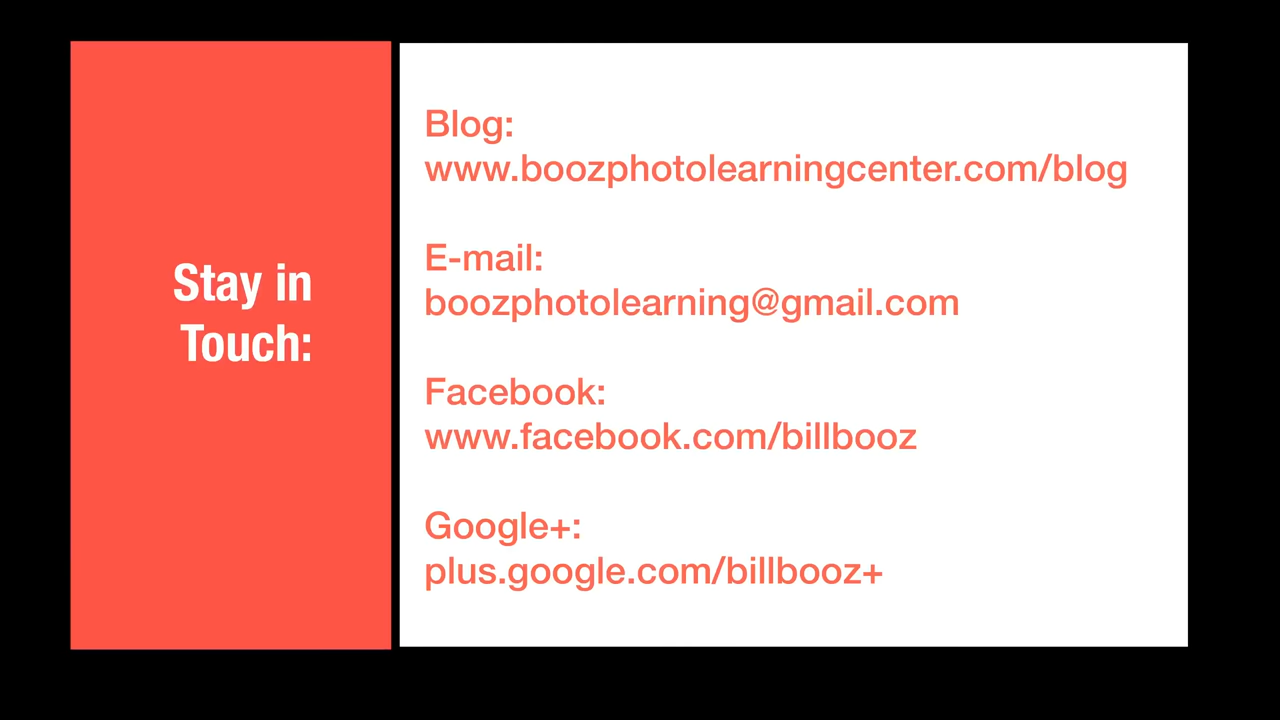 Stay in
Touch:
Blog:
www.boozphotolearningcenter.com/blog
E-mail:
boozphotolearning@gmail.com
Facebook:
www.facebook.com/billbooz
Google+:
plus.google.com/billbooz+